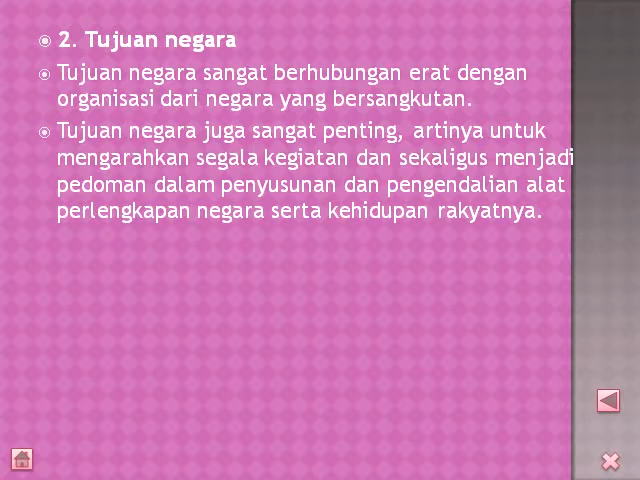 2. Tujuan negara
Tujuan negara sangat berhubungan erat dengan
organisasi dari negara yang bersangkutan.
Tujuan negara juga sangat penting, artinya untuk
mengarahkan segala kegiatan dan sekaligus menjadi
pedoman dalam penyusunan dan pengendalian alat
perlengkapan negara serta kehidupan rakyatnya.